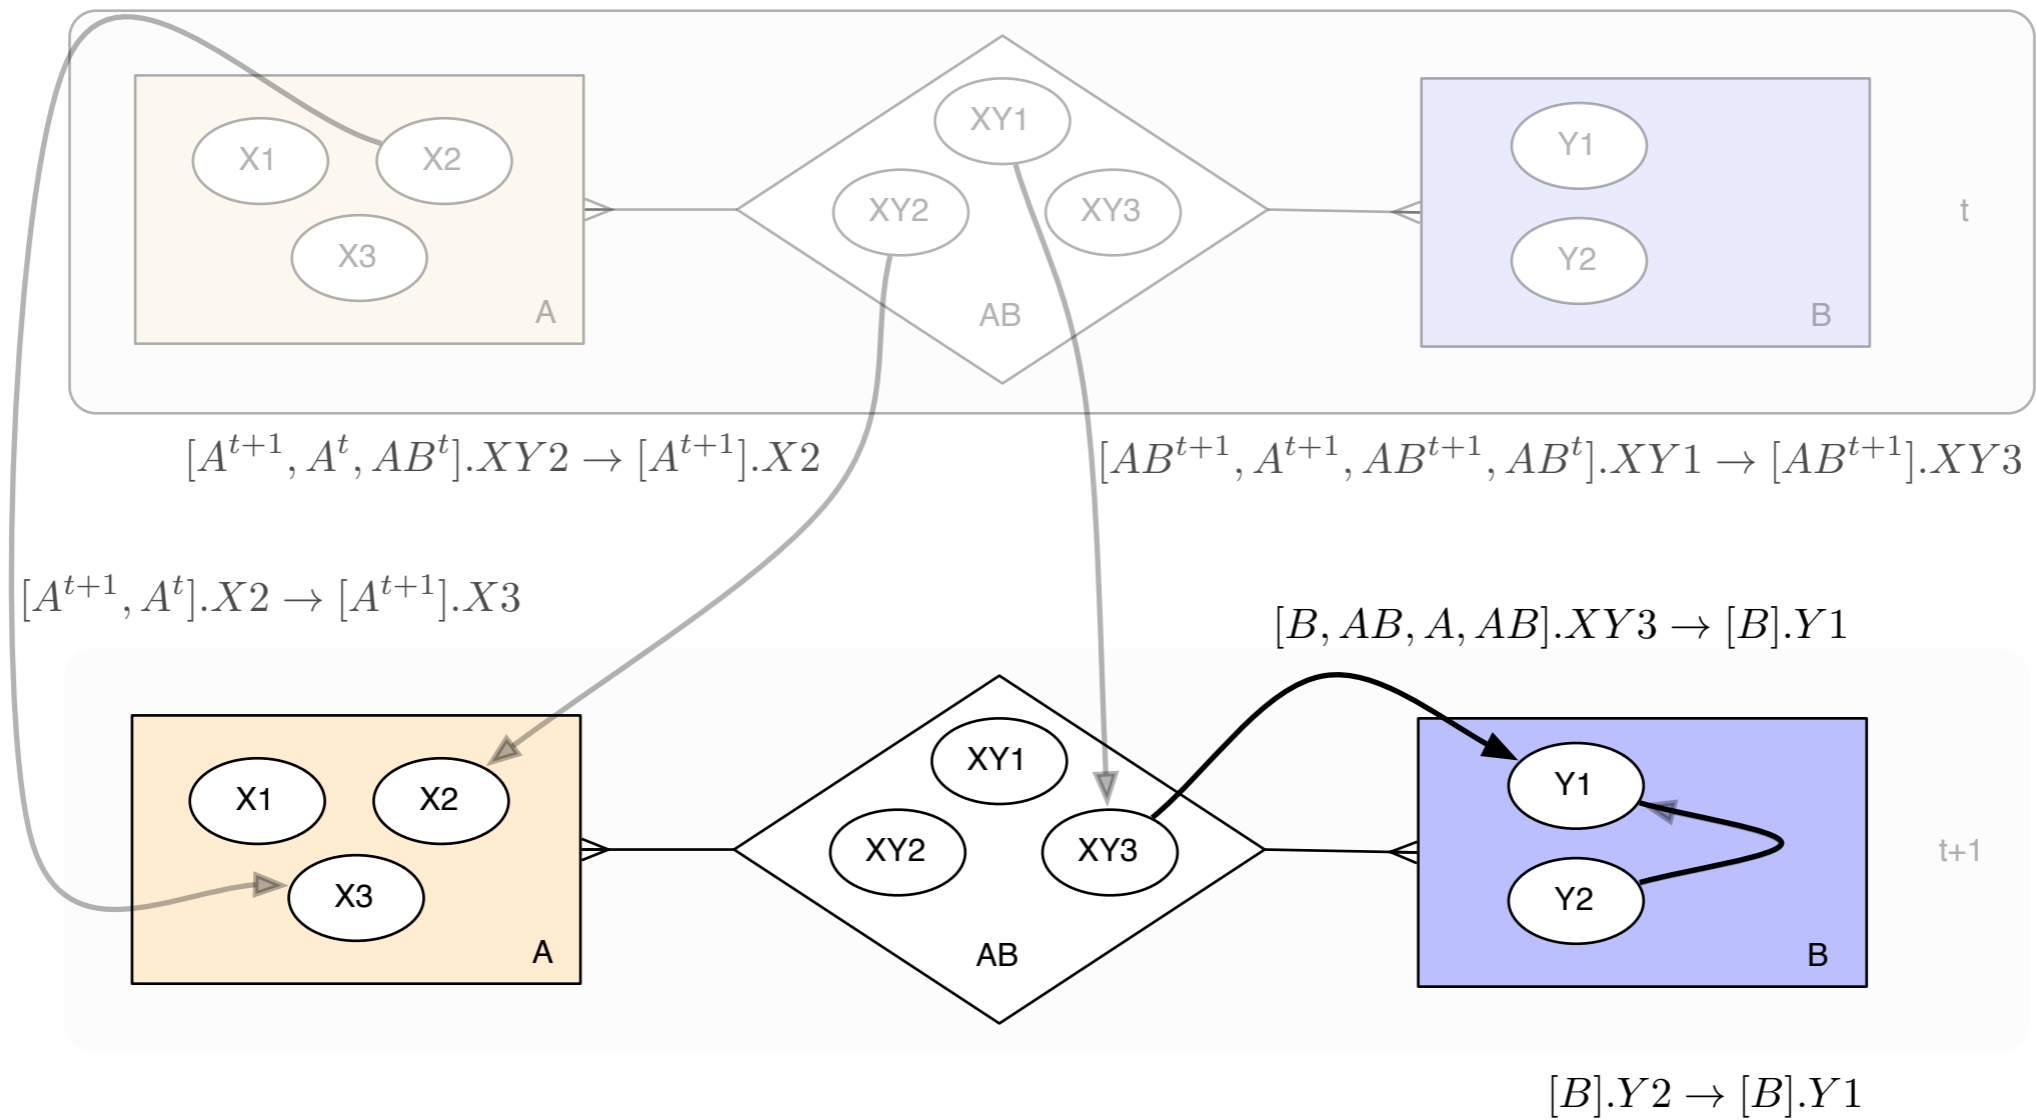 XY1
Y1
X1
X2
XY2
XY3
t
X3
Y2
A
AB
B
[A^{t+1}, A^t, AB^t].XY2 → [A^{t+1}].X2
[AB^{t+1}, A^{t+1}, AB^{t+1}, AB^t].XY1 → [AB^{t+1}].XY3
[A^{t+1}, A^t].X2 → [A^{t+1}].X3
[B, AB, A, AB].XY3 → [B].Y1
XY1
Y1
X1
X2
XY2
XY3
t+1
X3
Y2
A
AB
B
[B].Y2 → [B].Y1